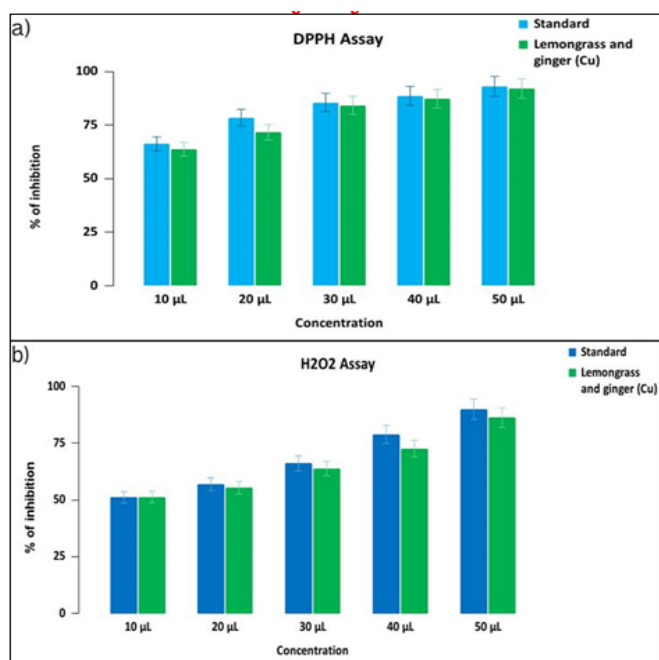 a)
Standard
DPPH Assay
Lemongrass and
ginger (Cu)
100
75
50
25
0
% of inhibition
10 µL
20 µL
30 µL
40 µL
50 µL
Concentration
b)
Standard
H2O2 Assay
Lemongrass
and ginger (Cu)
100
75
50
25
0
% of inhibition
10 µL
20 µL
30 µL
40 µL
50 µL
Concentration